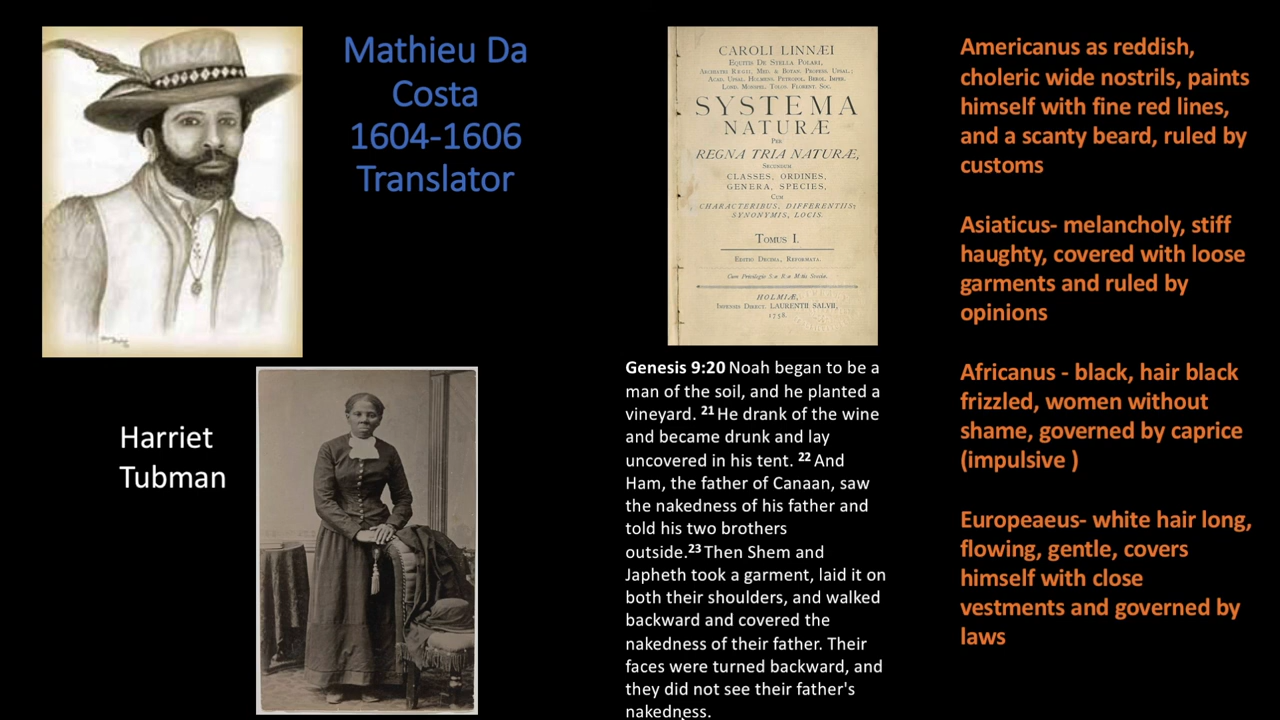 Mathieu Da
Costa
1604-1606
Translator
Harriet
Tubman
CAROLI LINNÆI
EQUITIS DE STELLA POLARI,
ARCHIATRI REGII, MED. & BOTAN. PROFESS. UPSAL.;
ACAD. UPSAL. HOLMENS. PETROPOL. BEROL. IMPER.
LOND. MONSPEL. TOLOS. FLORENT. SOC.
SYSTEMA
NATURÆ
PER
REGNA TRIA NATURÆ,
SECUNDUM
CLASSES, ORDINES,
GENERA, SPECIES,
CUM
CHARACTERIBUS, DIFFERENTIIS,
SYNONYMIS, LOCIS.
TOMUS I.
EDITIO DECIMA, REFORMATA.
Cum Privilegio S:æ R:æ M:tis Sveciæ.
HOLMIÆ,
IMPENSIS DIRECT. LAURENTII SALVII,
1758.
Genesis 9:20 Noah began to be a
man of the soil, and he planted a
vineyard. 21 He drank of the wine
and became drunk and lay
uncovered in his tent. 22 And
Ham, the father of Canaan, saw
the nakedness of his father and
told his two brothers
outside.23 Then Shem and
Japheth took a garment, laid it on
both their shoulders, and walked
backward and covered the
nakedness of their father. Their
faces were turned backward, and
they did not see their father's
nakedness.
Americanus as reddish,
choleric wide nostrils, paints
himself with fine red lines,
and a scanty beard, ruled by
customs
Asiaticus- melancholy, stiff
haughty, covered with loose
garments and ruled by
opinions
Africanus - black, hair black
frizzled, women without
shame, governed by caprice
(impulsive )
Europeaeus- white hair long,
flowing, gentle, covers
himself with close
vestments and governed by
laws